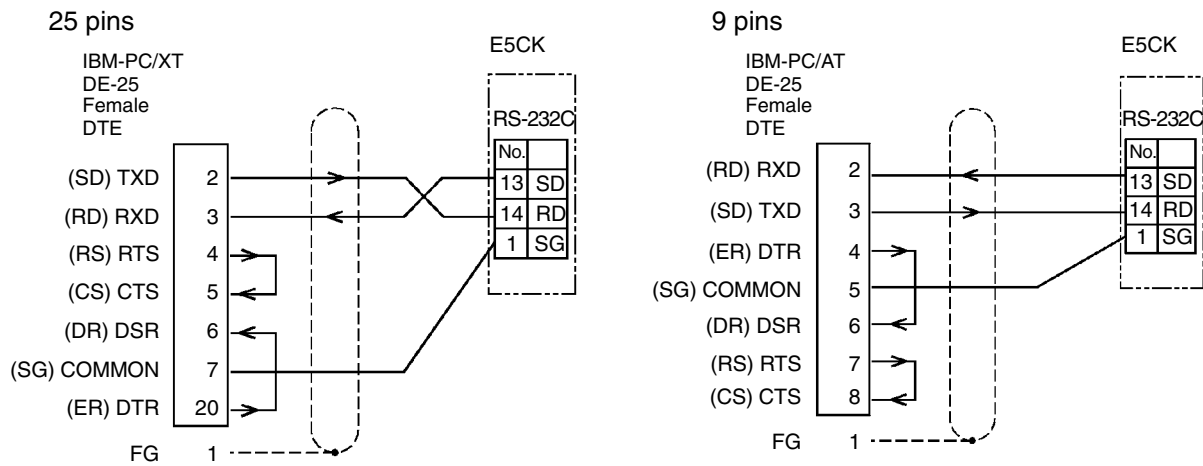 25 pins
IBM-PC/XT
DE-25
Female
DTE
E5CK
RS-232C
No.
13 SD
14 RD
1 SG
(SD) TXD 2
(RD) RXD 3
(RS) RTS 4
(CS) CTS 5
(DR) DSR 6
(SG) COMMON 7
(ER) DTR 20
FG 1
9 pins
IBM-PC/AT
DE-25
Female
DTE
E5CK
RS-232C
No.
13 SD
14 RD
1 SG
(RD) RXD 2
(SD) TXD 3
(ER) DTR 4
(SG) COMMON 5
(DR) DSR 6
(RS) RTS 7
(CS) CTS 8
FG 1